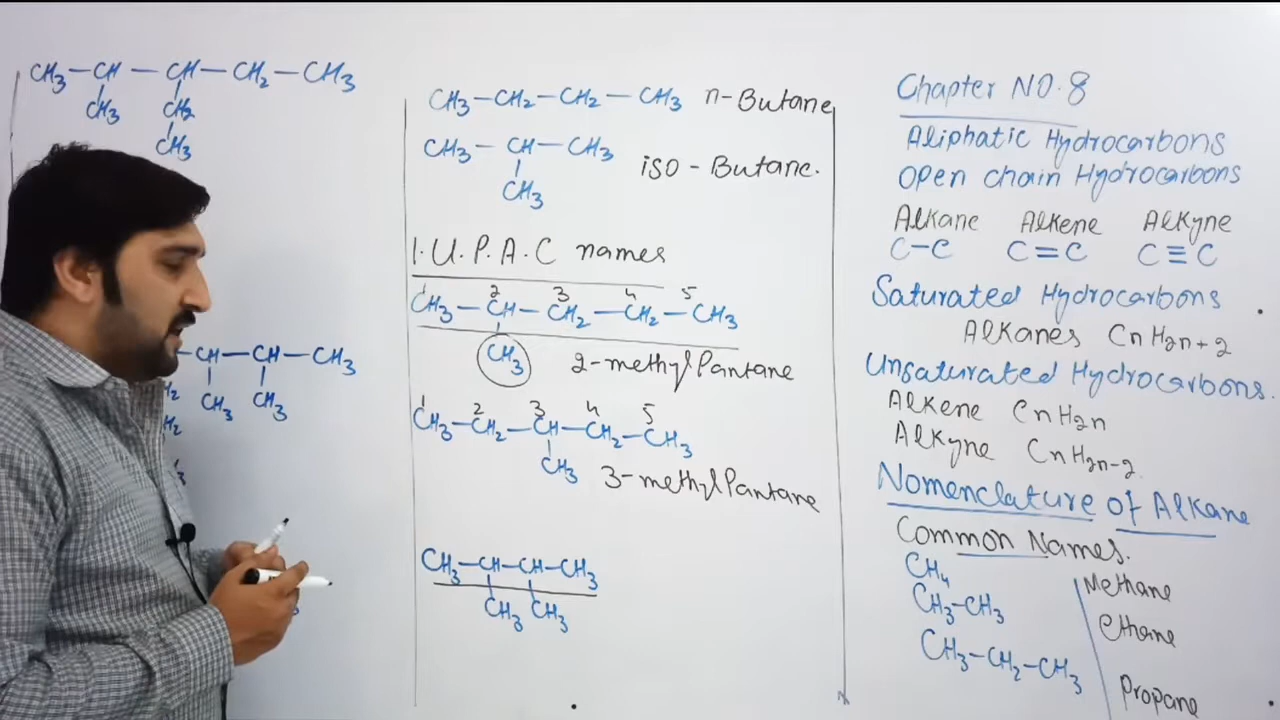 CH₃-CH-CH-CH₂-CH₃
CH₃ CH₂
CH₃
CH-CH-CH₃
CH₃ CH₃
CH₃-CH₂-CH₂-CH₃ n-Butane
CH₃-CH-CH₃
iso-Butane.
CH₃
I.U.P.A.C names
1 2 3 4 5
CH₃-CH-CH₂-CH₂-CH₃
CH₃ 2-methylPantane
1 2 3 4 5
CH₃-CH₂-CH-CH₂-CH₃
CH₃ 3-methylPantane
CH₃-CH-CH-CH₃
CH₃ CH₃
Chapter NO.8
Aliphatic Hydrocarbons
Open chain Hydrocarbons
Alkane Alkene Alkyne
C-C C=C C≡C
Saturated Hydrocarbons
Alkanes CnH2n+2
Unsaturated Hydrocarbons.
Alkene CnH2n
Alkyne CnH2n-2
Nomenclature of Alkane
Common Names.
CH₄ Methane
CH₃-CH₃ Ethane
CH₃-CH₂-CH₃ Propane